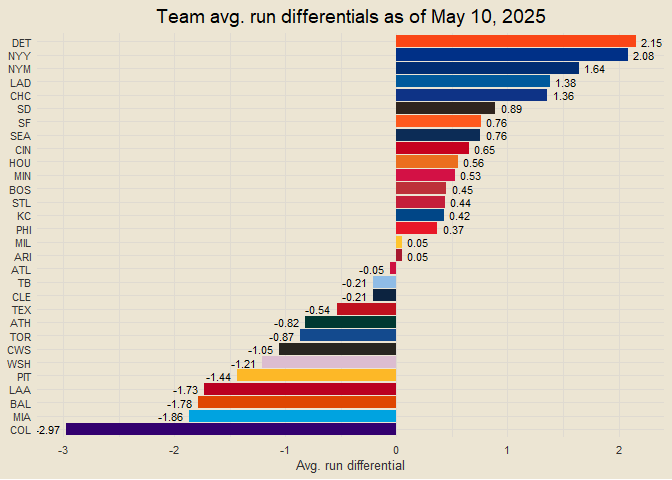 Team avg. run differentials as of May 10, 2025
DET 2.15
NYY 2.08
NYM 1.64
LAD 1.38
CHC 1.36
SD 0.89
SF 0.76
SEA 0.76
CIN 0.65
HOU 0.56
MIN 0.53
BOS 0.45
STL 0.44
KC 0.42
PHI 0.37
MIL 0.05
ARI 0.05
ATL -0.05
TB -0.21
CLE -0.21
TEX -0.54
ATH -0.82
TOR -0.87
CWS -1.05
WSH -1.21
PIT -1.44
LAA -1.73
BAL -1.78
MIA -1.86
COL -2.97
-3 -2 -1 0 1 2
Avg. run differential